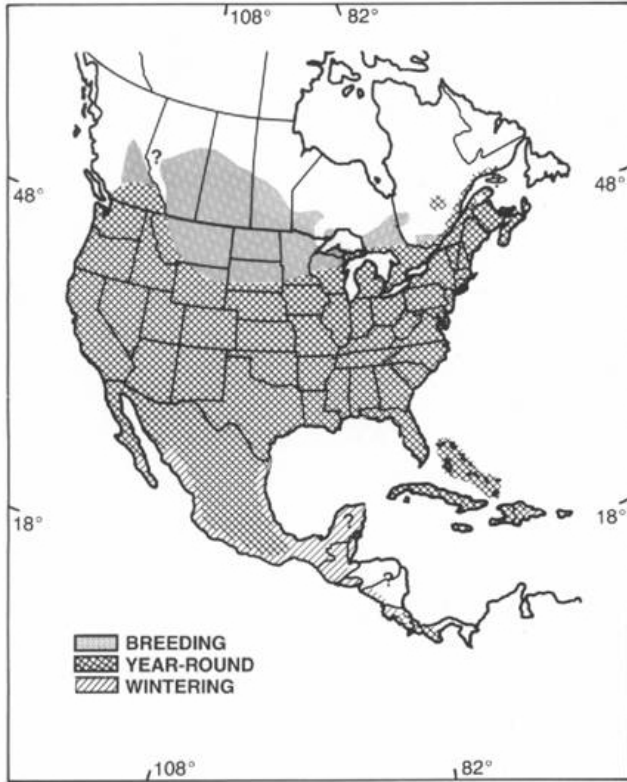 108° 82°
?
48° 48°
18° 18°
?
?
BREEDING
YEAR-ROUND
WINTERING
108° 82°